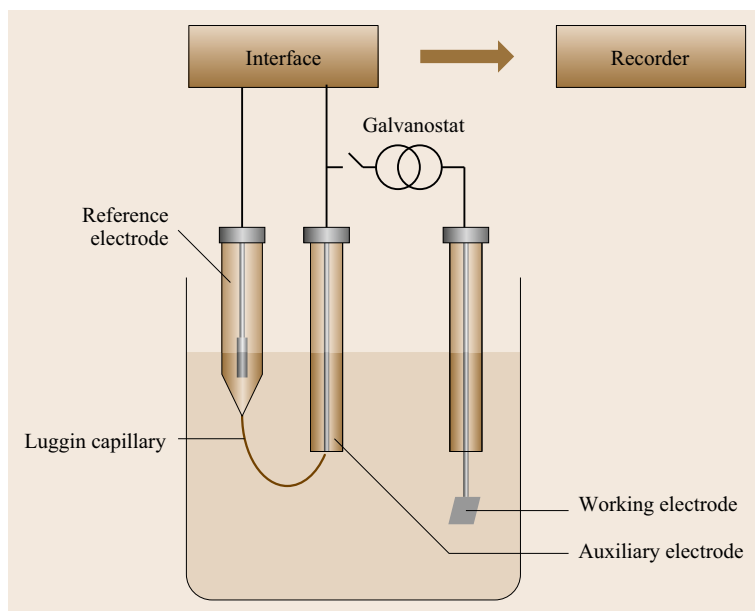 Interface
Recorder
Galvanostat
Reference
electrode
Luggin capillary
Working electrode
Auxiliary electrode